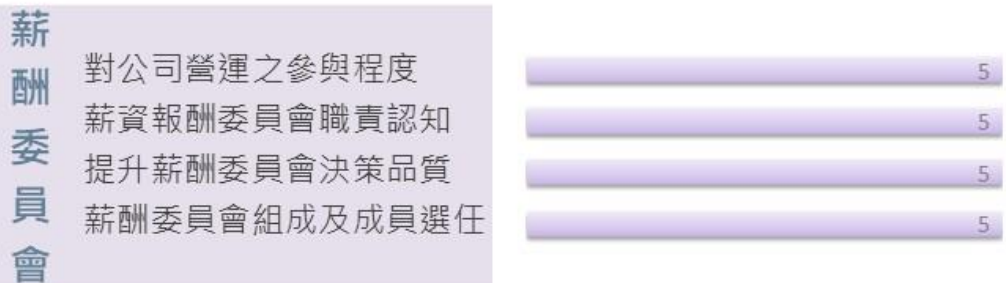 薪酬委員會
對公司營運之參與程度 5
薪資報酬委員會職責認知 5
提升薪酬委員會決策品質 5
薪酬委員會組成及成員選任 5